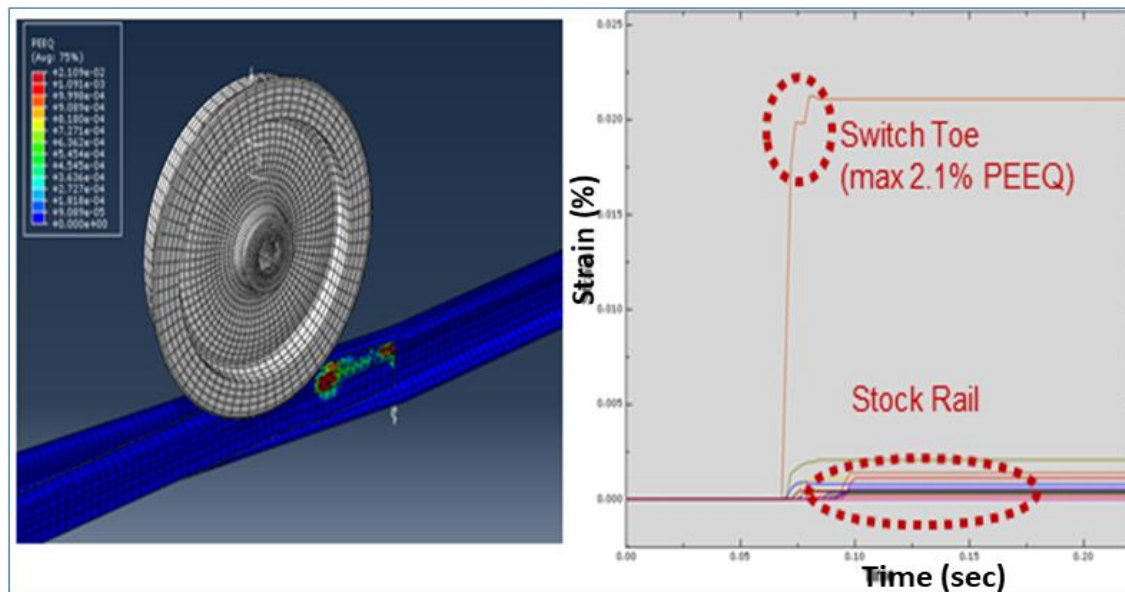 PEEQ
(Avg: 75%)
+2.109e-02
+1.091e-03
+9.998e-04
+9.089e-04
+8.180e-04
+7.271e-04
+6.362e-04
+5.454e-04
+4.545e-04
+3.636e-04
+2.727e-04
+1.818e-04
+9.089e-05
+0.000e+00
0.025
0.020
0.015
0.010
0.005
0.000
Strain (%)
Switch Toe
(max 2.1% PEEQ)
Stock Rail
0.00
0.05
0.10
0.15
0.20
Time (sec)